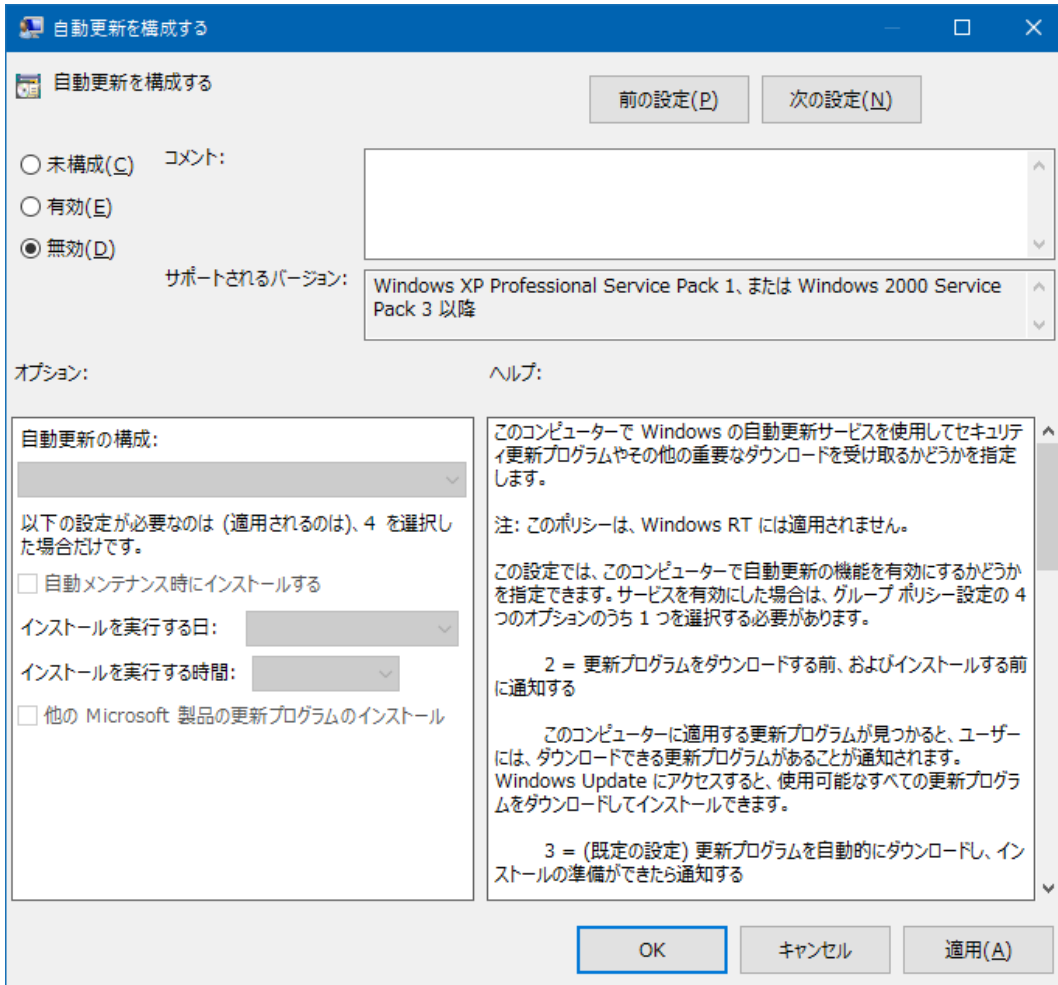 自動更新を構成する
自動更新を構成する
前の設定(P)
次の設定(N)
未構成(C)
有効(E)
無効(D)
コメント:
サポートされるバージョン:
Windows XP Professional Service Pack 1、または Windows 2000 Service
Pack 3 以降
オプション:
ヘルプ:
自動更新の構成:
以下の設定が必要なのは (適用されるのは)、4 を選択し
た場合だけです。
自動メンテナンス時にインストールする
インストールを実行する日:
インストールを実行する時間:
他の Microsoft 製品の更新プログラムのインストール
このコンピューターで Windows の自動更新サービスを使用してセキュリテ
ィ更新プログラムやその他の重要なダウンロードを受け取るかどうかを指定
します。
注: このポリシーは、Windows RT には適用されません。
この設定では、このコンピューターで自動更新の機能を有効にするかどうか
を指定できます。サービスを有効にした場合は、グループ ポリシー設定の 4
つのオプションのうち 1 つを選択する必要があります。
2 = 更新プログラムをダウンロードする前、およびインストールする前
に通知する
このコンピューターに適用する更新プログラムが見つかると、ユーザー
には、ダウンロードできる更新プログラムがあることが通知されます。
Windows Update にアクセスすると、使用可能なすべての更新プログラ
ムをダウンロードしてインストールできます。
3 = (既定の設定) 更新プログラムを自動的にダウンロードし、イン
ストールの準備ができたら通知する
OK
キャンセル
適用(A)